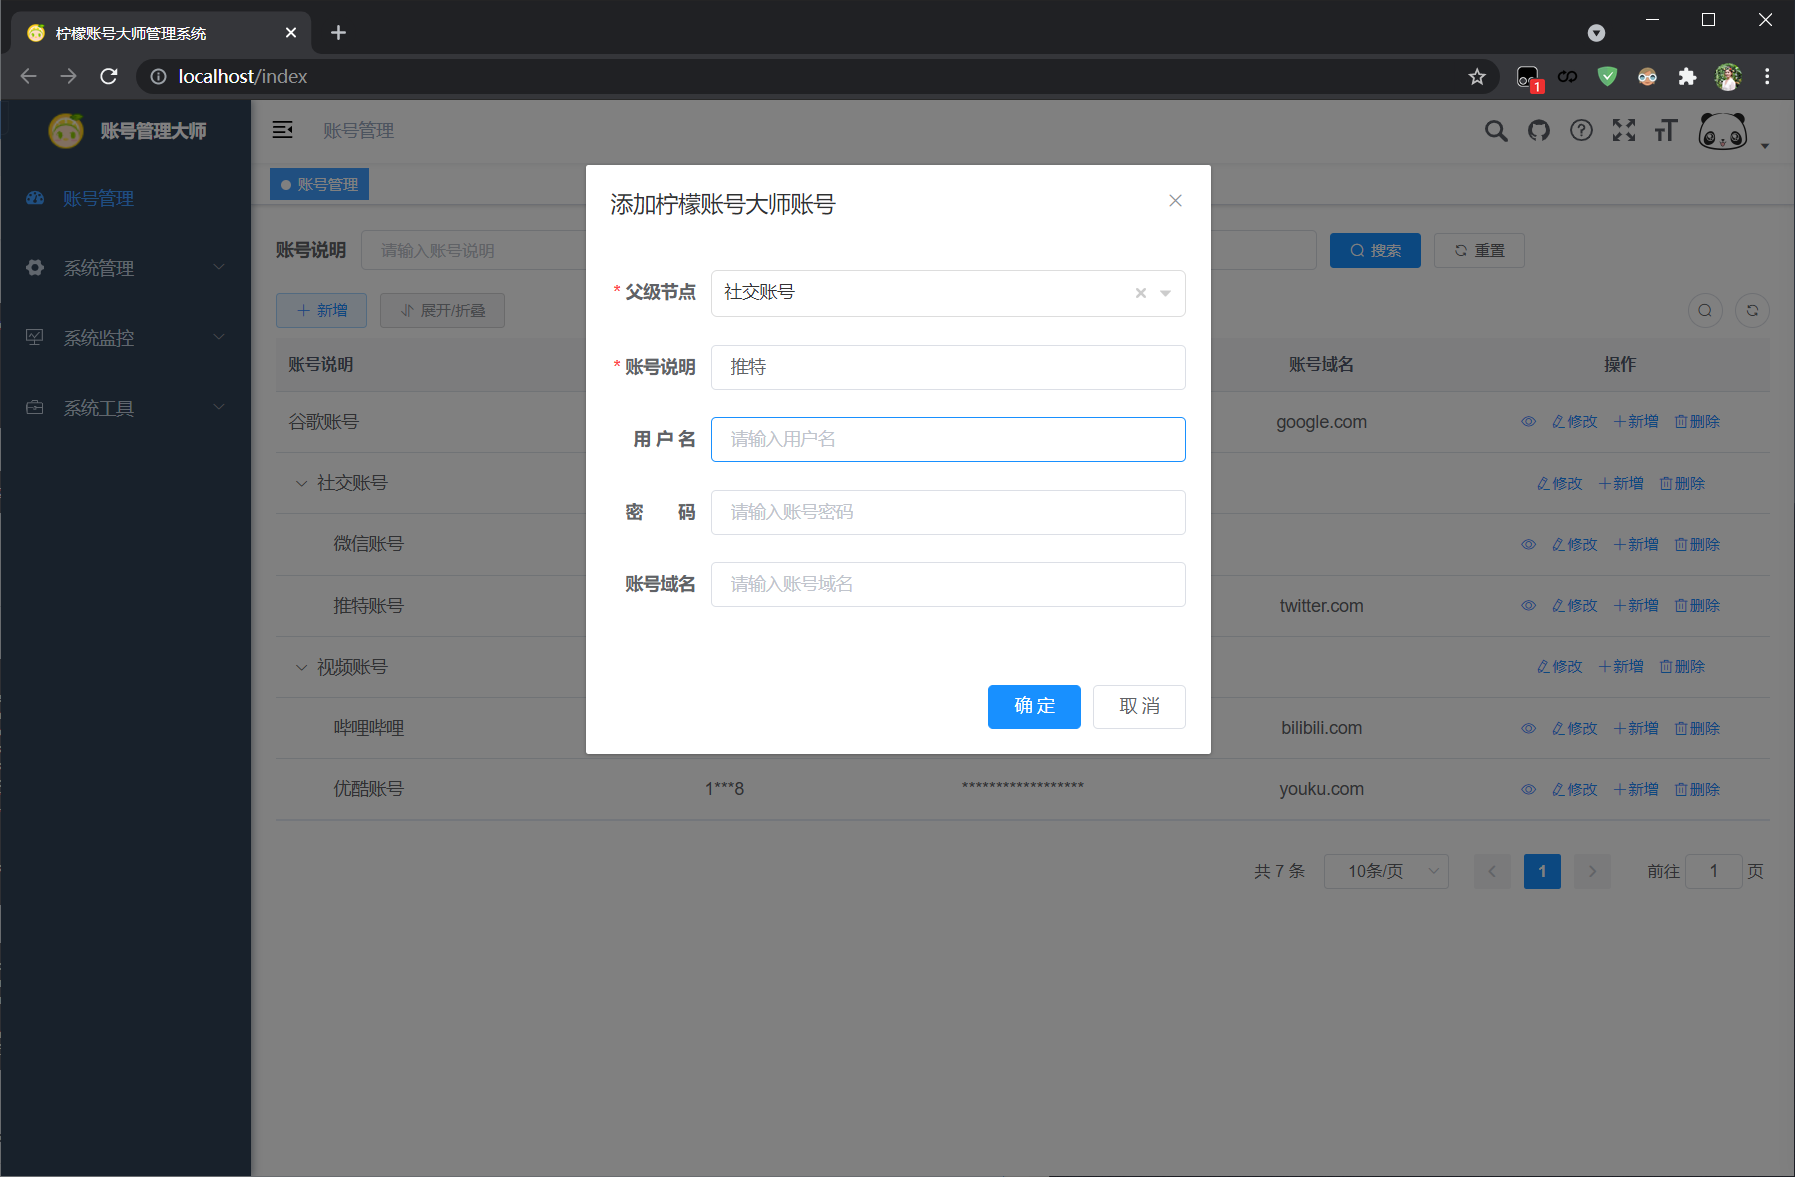 柠檬账号大师管理系统
localhost/index
1
账号管理大师
账号管理
系统管理
系统监控
系统工具
账号管理
账号管理
账号说明 请输入账号说明
搜索 重置
新增 展开/折叠
账号说明 账号域名 操作
谷歌账号 google.com 修改 新增 删除
社交账号 修改 新增 删除
微信账号 修改 新增 删除
推特账号 twitter.com 修改 新增 删除
视频账号 修改 新增 删除
哔哩哔哩 bilibili.com 修改 新增 删除
优酷账号 1***8 ****************** youku.com 修改 新增 删除
共 7 条 10条/页 1 前往 1 页
添加柠檬账号大师账号
* 父级节点 社交账号
* 账号说明 推特
用 户 名 请输入用户名
密 码 请输入账号密码
账号域名 请输入账号域名
确 定 取 消